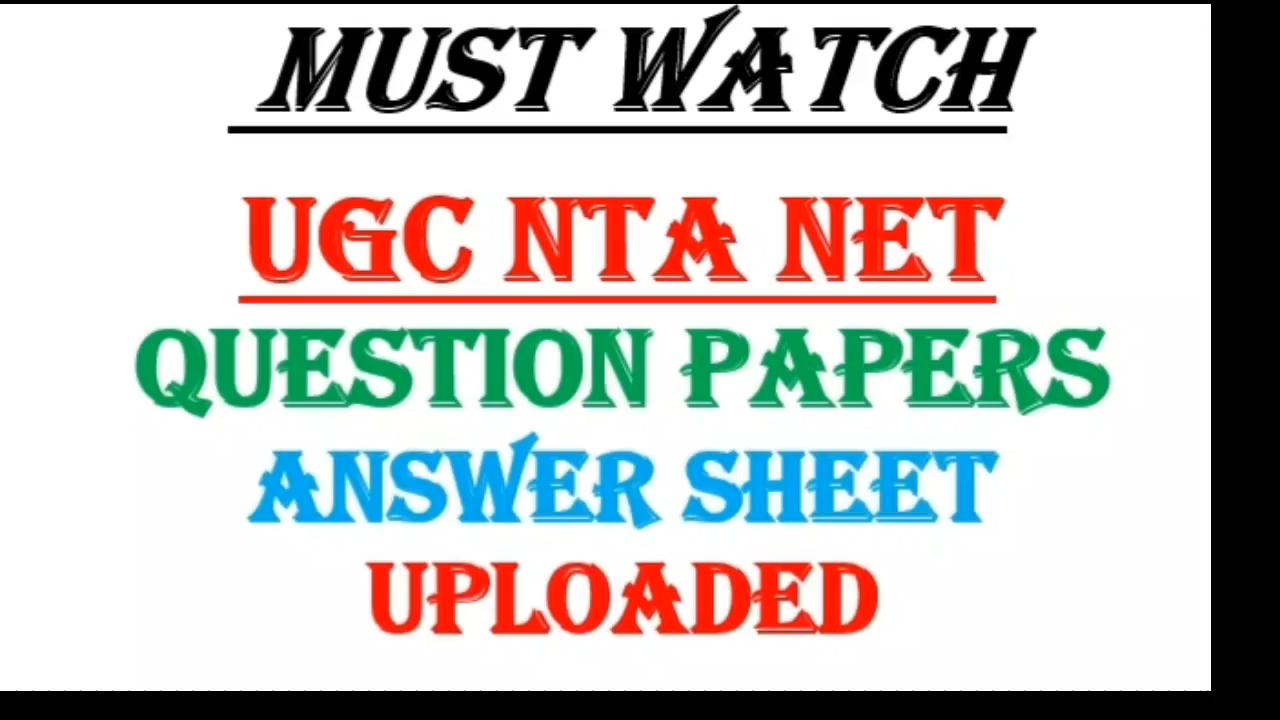 MUST WATCH
UGC NTA NET
QUESTION PAPERS
ANSWER SHEET
UPLOADED